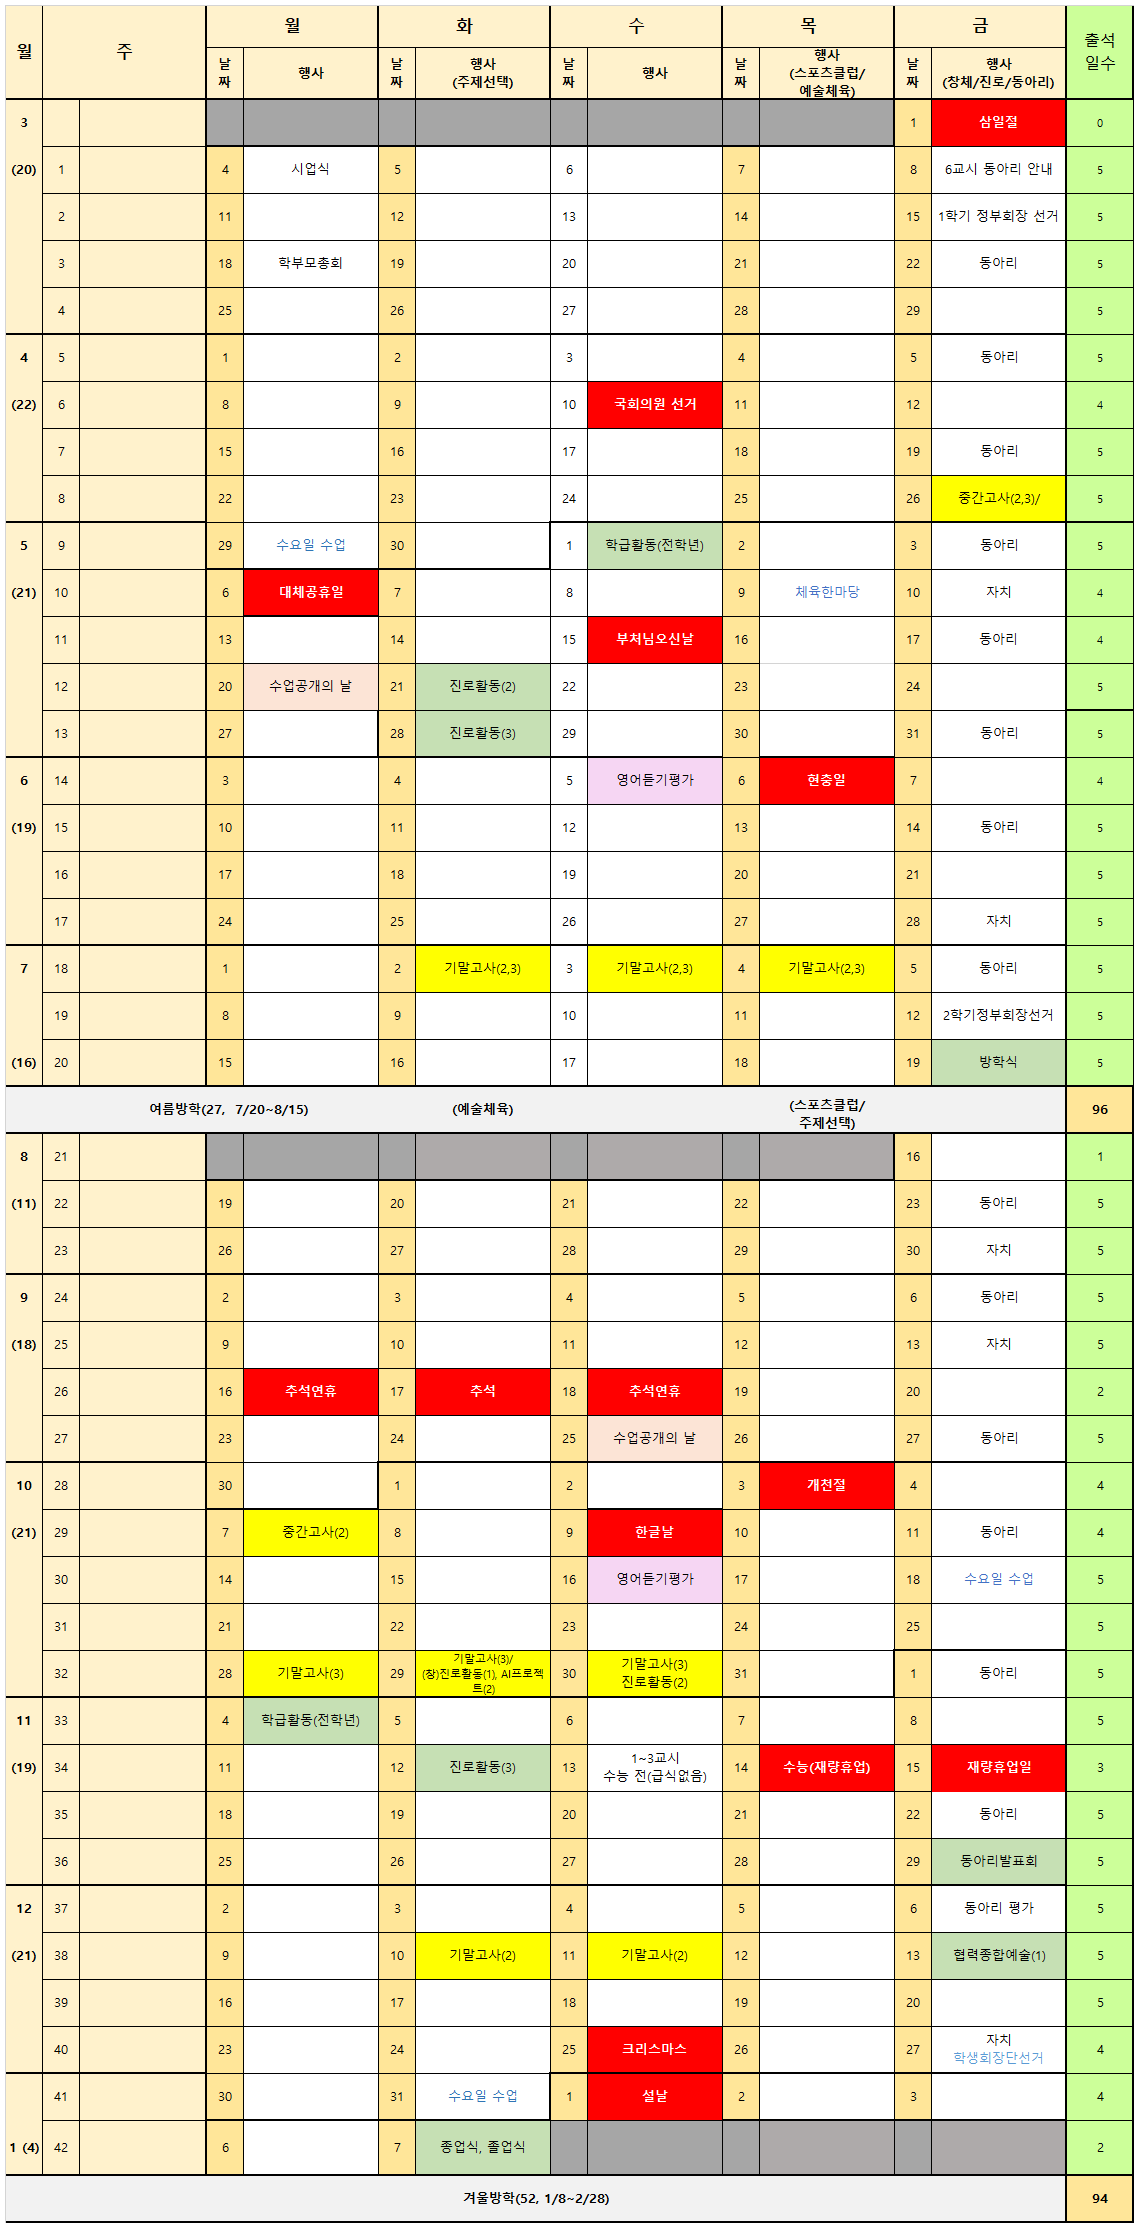 월 주 월 화 수 목 금 출석
일수
날
짜 행사 날
짜 행사
(주제선택) 날
짜 행사 날
짜 행사
(스포츠클럽/
예술체육) 날
짜 행사
(창체/진로/동아리)
3 1 삼일절 0
(20) 1 4 시업식 5 6 7 8 6교시 동아리 안내 5
2 11 12 13 14 15 1학기 정부회장 선거 5
3 18 학부모총회 19 20 21 22 동아리 5
4 25 26 27 28 29 5
4 5 1 2 3 4 5 동아리 5
(22) 6 8 9 10 국회의원 선거 11 12 4
7 15 16 17 18 19 동아리 5
8 22 23 24 25 26 중간고사(2,3)/ 5
5 9 29 수요일 수업 30 1 학급활동(전학년) 2 3 동아리 5
(21) 10 6 대체공휴일 7 8 9 체육한마당 10 자치 4
11 13 14 15 부처님오신날 16 17 동아리 4
12 20 수업공개의 날 21 진로활동(2) 22 23 24 5
13 27 28 진로활동(3) 29 30 31 동아리 5
6 14 3 4 5 영어듣기평가 6 현충일 7 4
(19) 15 10 11 12 13 14 동아리 5
16 17 18 19 20 21 5
17 24 25 26 27 28 자치 5
7 18 1 2 기말고사(2,3) 3 기말고사(2,3) 4 기말고사(2,3) 5 동아리 5
19 8 9 10 11 12 2학기정부회장선거 5
(16) 20 15 16 17 18 19 방학식 5
여름방학(27, 7/20~8/15) (예술체육) (스포츠클럽/
주제선택) 96
8 21 16 1
(11) 22 19 20 21 22 23 동아리 5
23 26 27 28 29 30 자치 5
9 24 2 3 4 5 6 동아리 5
(18) 25 9 10 11 12 13 자치 5
26 16 추석연휴 17 추석 18 추석연휴 19 20 2
27 23 24 25 수업공개의 날 26 27 동아리 5
10 28 30 1 2 3 개천절 4 4
(21) 29 7 중간고사(2) 8 9 한글날 10 11 동아리 4
30 14 15 16 영어듣기평가 17 18 수요일 수업 5
31 21 22 23 24 25 5
32 28 기말고사(3) 29 기말고사(3)/
(창)진로활동(1), AI프로젝
트(2) 30 기말고사(3)
진로활동(2) 31 1 동아리 5
11 33 4 학급활동(전학년) 5 6 7 8 5
(19) 34 11 12 진로활동(3) 13 1~3교시
수능 전(급식없음) 14 수능(재량휴업) 15 재량휴업일 3
35 18 19 20 21 22 동아리 5
36 25 26 27 28 29 동아리발표회 5
12 37 2 3 4 5 6 동아리 평가 5
(21) 38 9 10 기말고사(2) 11 기말고사(2) 12 13 협력종합예술(1) 5
39 16 17 18 19 20 5
40 23 24 25 크리스마스 26 27 자치
학생회장단선거 4
41 30 31 수요일 수업 1 설날 2 3 4
1 (4) 42 6 7 종업식, 졸업식 2
겨울방학(52, 1/8~2/28) 94